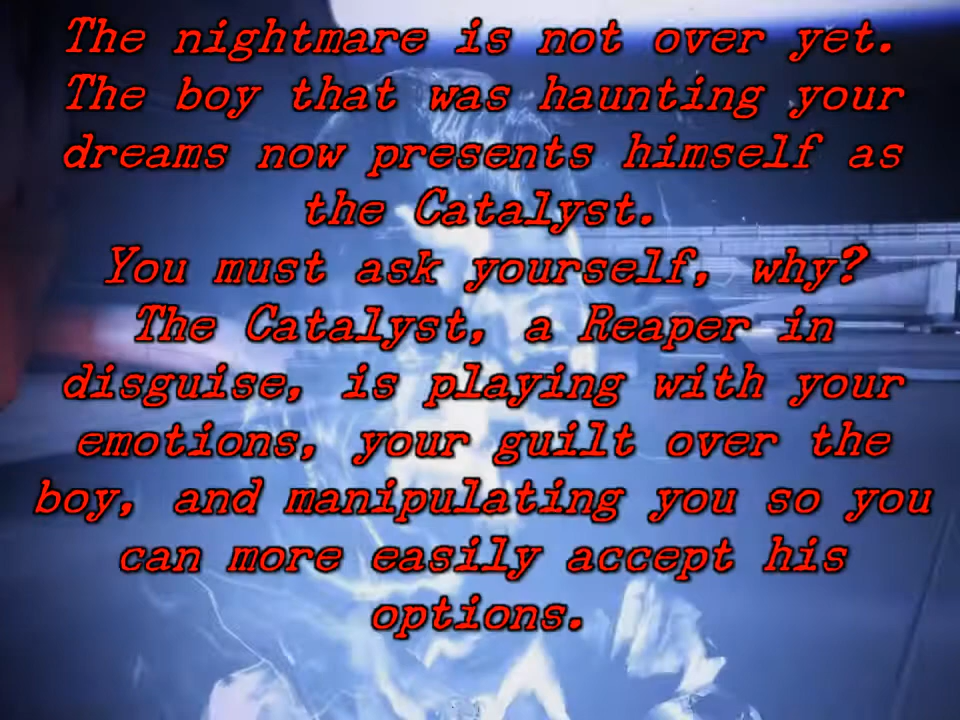 The nightmare is not over yet.
The boy that was haunting your
dreams now presents himself as
the Catalyst.
You must ask yourself, why?
The Catalyst, a Reaper in
disguise, is playing with your
emotions, your guilt over the
boy, and manipulating you so you
can more easily accept his
options.